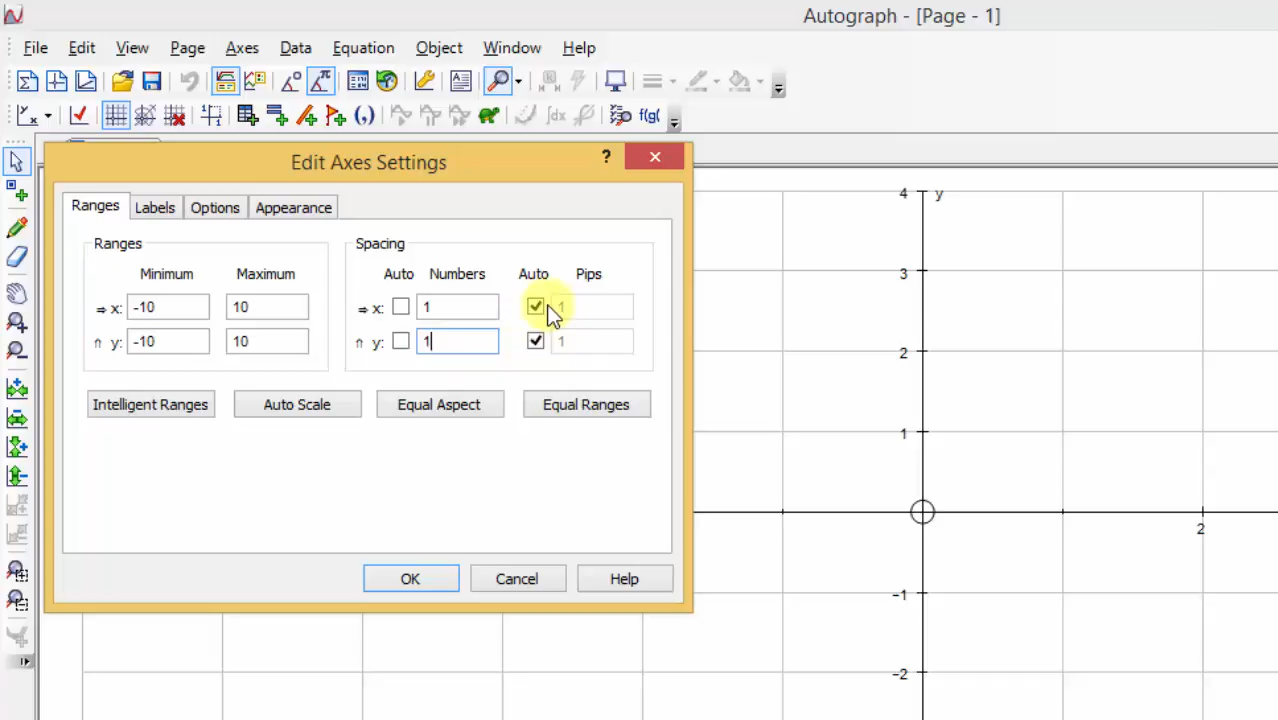 Autograph - [Page - 1]
File Edit View Page Axes Data Equation Object Window Help
f(g(
Edit Axes Settings ?
Ranges Labels Options Appearance
Ranges Spacing
Minimum Maximum Auto Numbers Auto Pips
⇒ x: -10 10 ⇒ x: 1 1
⇑ y: -10 10 ⇑ y: 1 1
Intelligent Ranges Auto Scale Equal Aspect Equal Ranges
OK Cancel Help
4 y
3
2
1
2
-1
-2